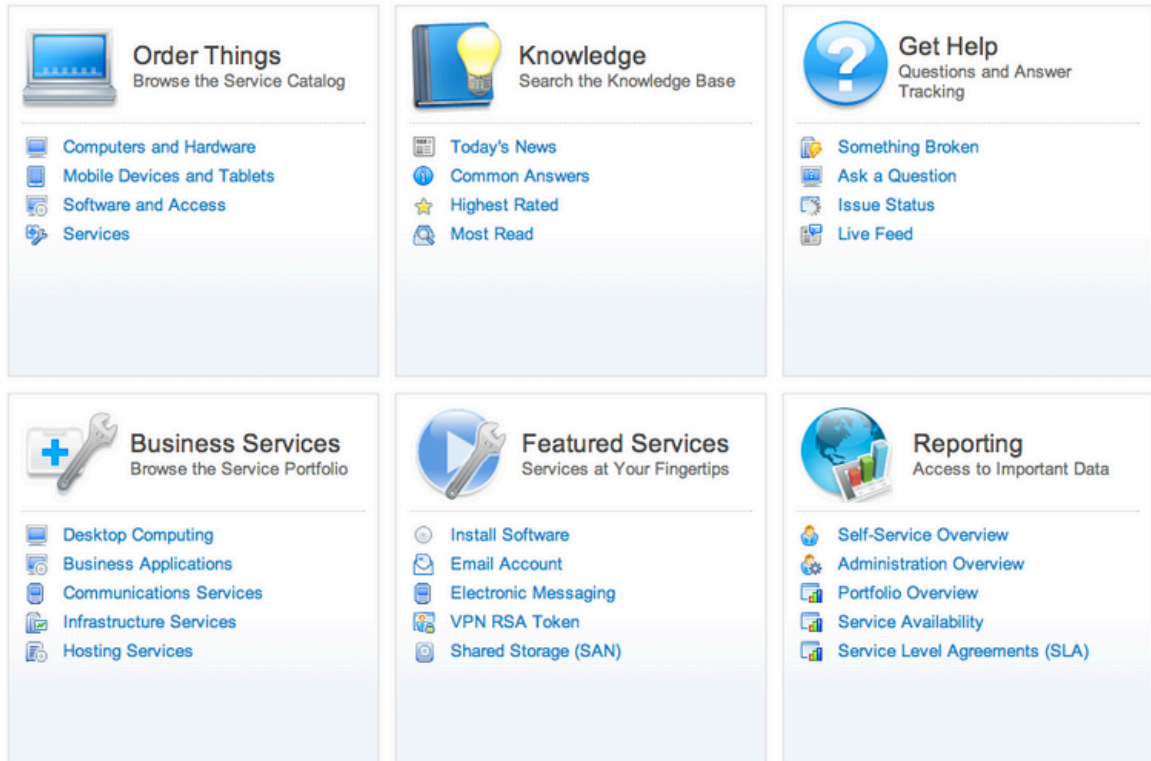 Order Things
Browse the Service Catalog
Computers and Hardware
Mobile Devices and Tablets
Software and Access
Services
Knowledge
Search the Knowledge Base
Today's News
Common Answers
Highest Rated
Most Read
Get Help
Questions and Answer
Tracking
Something Broken
Ask a Question
Issue Status
Live Feed
Business Services
Browse the Service Portfolio
Desktop Computing
Business Applications
Communications Services
Infrastructure Services
Hosting Services
Featured Services
Services at Your Fingertips
Install Software
Email Account
Electronic Messaging
VPN RSA Token
Shared Storage (SAN)
Reporting
Access to Important Data
Self-Service Overview
Administration Overview
Portfolio Overview
Service Availability
Service Level Agreements (SLA)